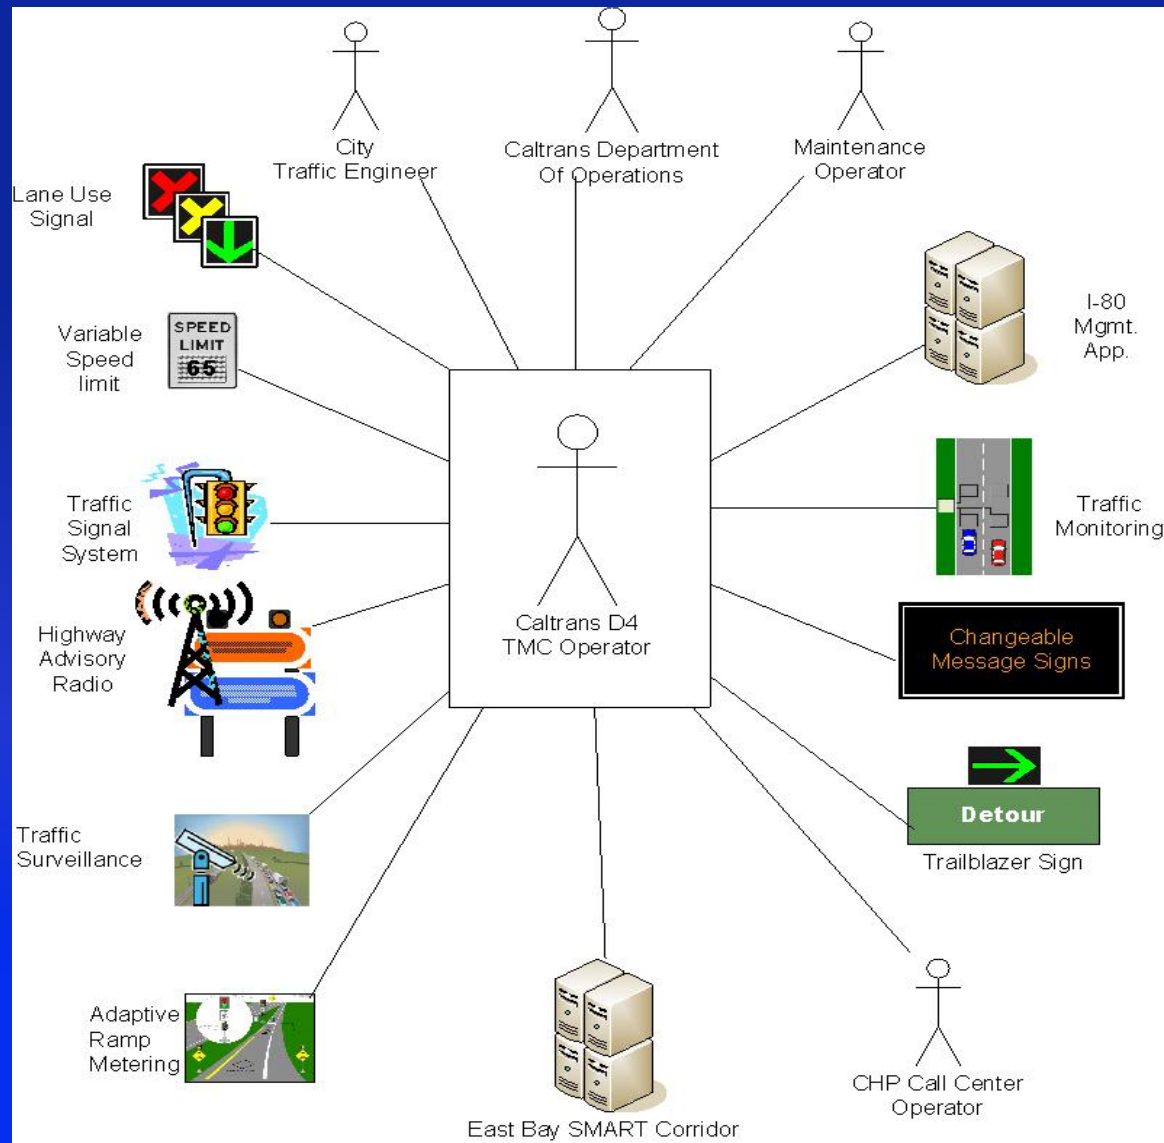 City
Traffic Engineer
Caltrans Department
Of Operations
Maintenance
Operator
Lane Use
Signal
I-80
Mgmt.
App.
Variable
Speed
limit
SPEED
LIMIT
65
Traffic
Signal
System
Traffic
Monitoring
Caltrans D4
TMC Operator
Highway
Advisory
Radio
Changeable
Message Signs
Detour
Trailblazer Sign
Traffic
Surveillance
Adaptive
Ramp
Metering
East Bay SMART Corridor
CHP Call Center
Operator